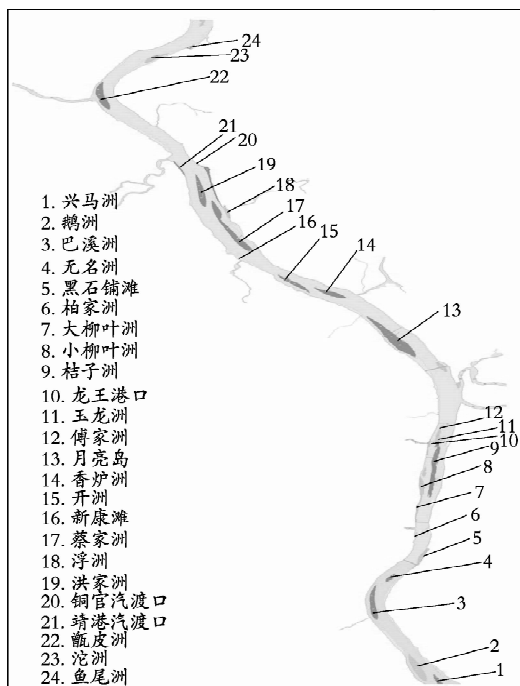 24
23
22
21
20
19
18
17
16
15
14
13
12
11
10
9
8
7
6
5
4
3
2
1
1. 兴马洲
2. 鹅洲
3. 巴溪洲
4. 无名洲
5. 黑石铺滩
6. 柏家洲
7. 大柳叶洲
8. 小柳叶洲
9. 桔子洲
10. 龙王港口
11. 玉龙洲
12. 傅家洲
13. 月亮岛
14. 香炉洲
15. 开洲
16. 新康滩
17. 蔡家洲
18. 浮洲
19. 洪家洲
20. 铜官汽渡口
21. 靖港汽渡口
22. 甑皮洲
23. 沱洲
24. 鱼尾洲